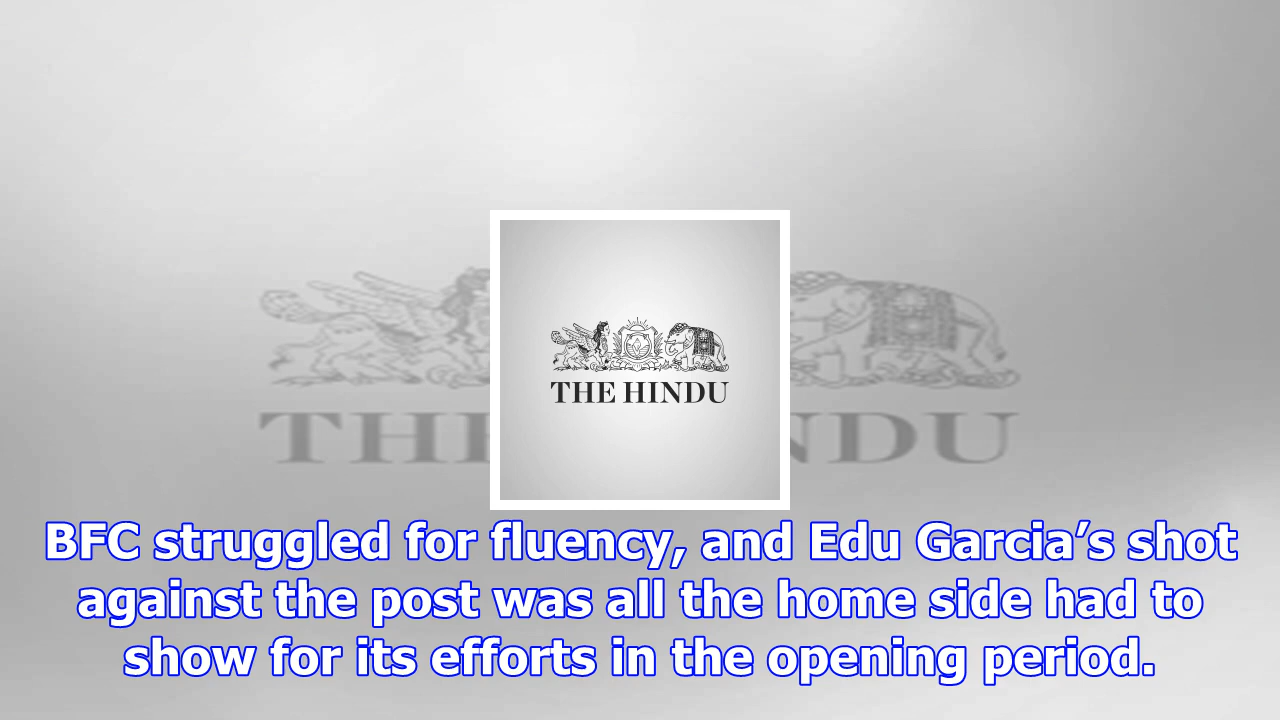 THE HINDU
BFC struggled for fluency, and Edu Garcia’s shot
against the post was all the home side had to
show for its efforts in the opening period.